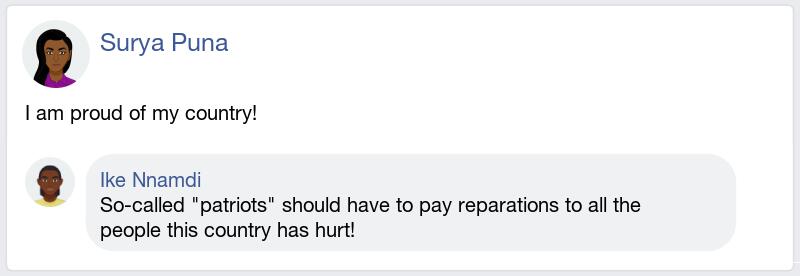 Surya Puna
I am proud of my country!
Ike Nnamdi
So-called "patriots" should have to pay reparations to all the
people this country has hurt!